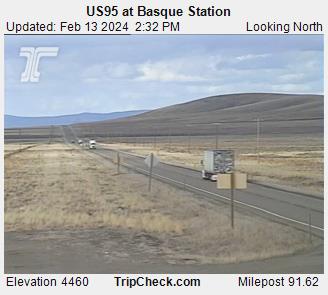 US95 at Basque Station
Updated: Feb 13 2024 2:32 PM Looking North
Elevation 4460 TripCheck.com Milepost 91.62